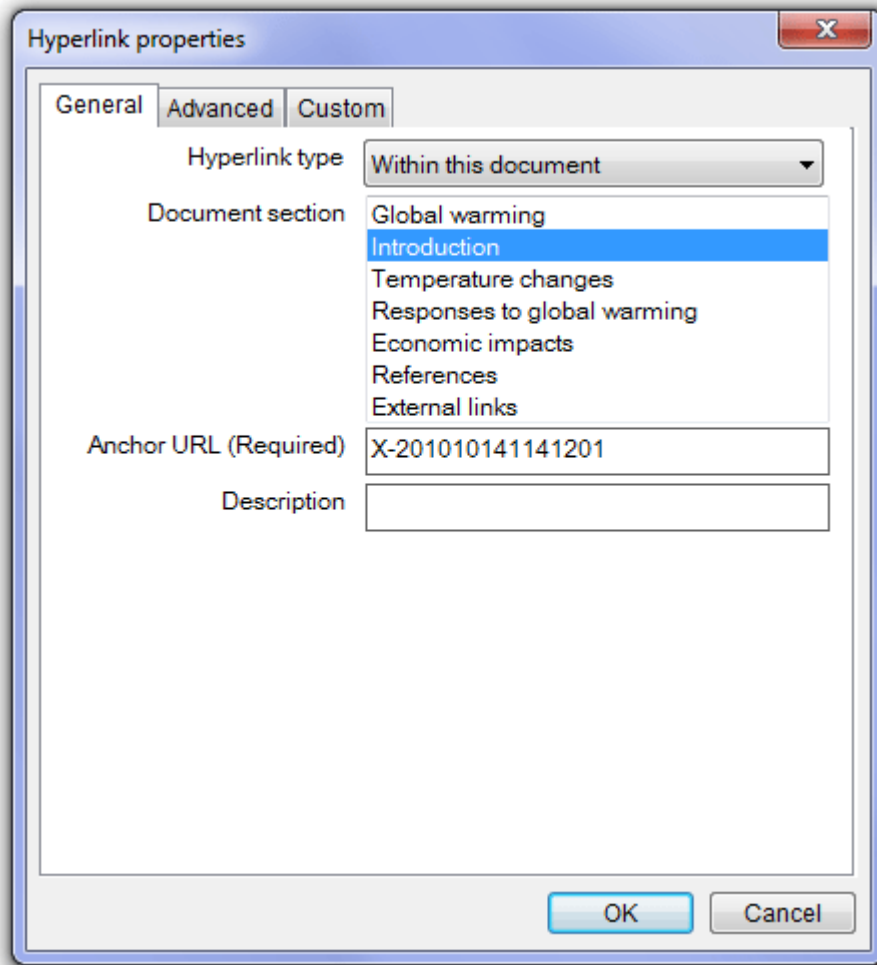 Hyperlink properties
General Advanced Custom
Hyperlink type Within this document
Document section Global warming
Introduction
Temperature changes
Responses to global warming
Economic impacts
References
External links
Anchor URL (Required) X-201010141141201
Description
OK Cancel